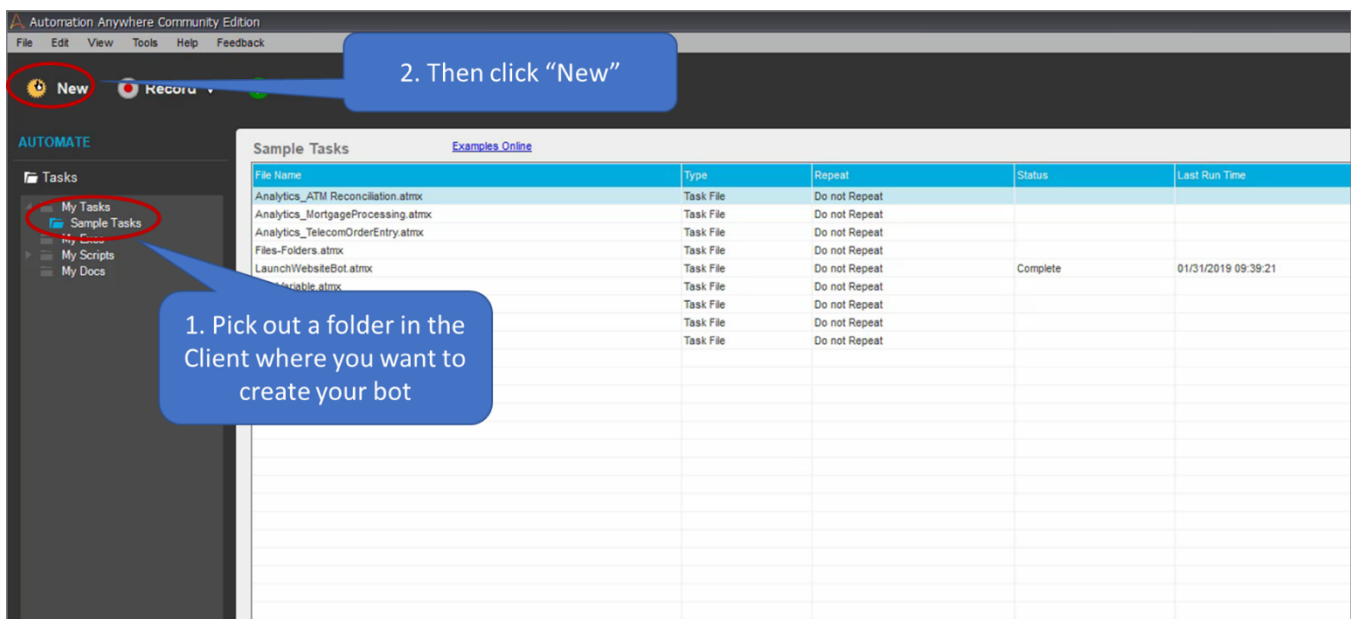 Automation Anywhere Community Edition
File Edit View Tools Help Feedback
New Record
2. Then click “New”
AUTOMATE
Sample Tasks Examples Online
Tasks
File Name Type Repeat Status Last Run Time
My Tasks
Sample Tasks
My Exes
My Scripts
My Docs
Analytics_ATM Reconciliation.atmx Task File Do not Repeat
Analytics_MortgageProcessing.atmx Task File Do not Repeat
Analytics_TelecomOrderEntry.atmx Task File Do not Repeat
Files-Folders.atmx Task File Do not Repeat
LaunchWebsiteBot.atmx Task File Do not Repeat Complete 01/31/2019 09:39:21
Task File Do not Repeat
Task File Do not Repeat
Task File Do not Repeat
Task File Do not Repeat
1. Pick out a folder in the
Client where you want to
create your bot